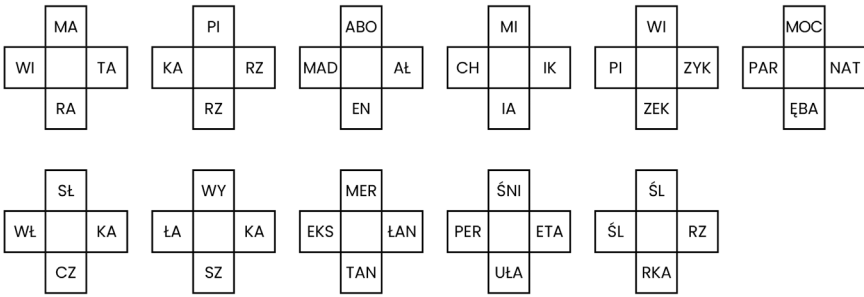 MA PI ABO MI WI MOC
WI TA KA RZ MAD AŁ CH IK PI ZYK PAR NAT
RA RZ EN IA ZEK ĘBA
SŁ WY MER ŚNI ŚL
WŁ KA ŁA KA EKS ŁAN PER ETA ŚL RZ
CZ SZ TAN UŁA RKA